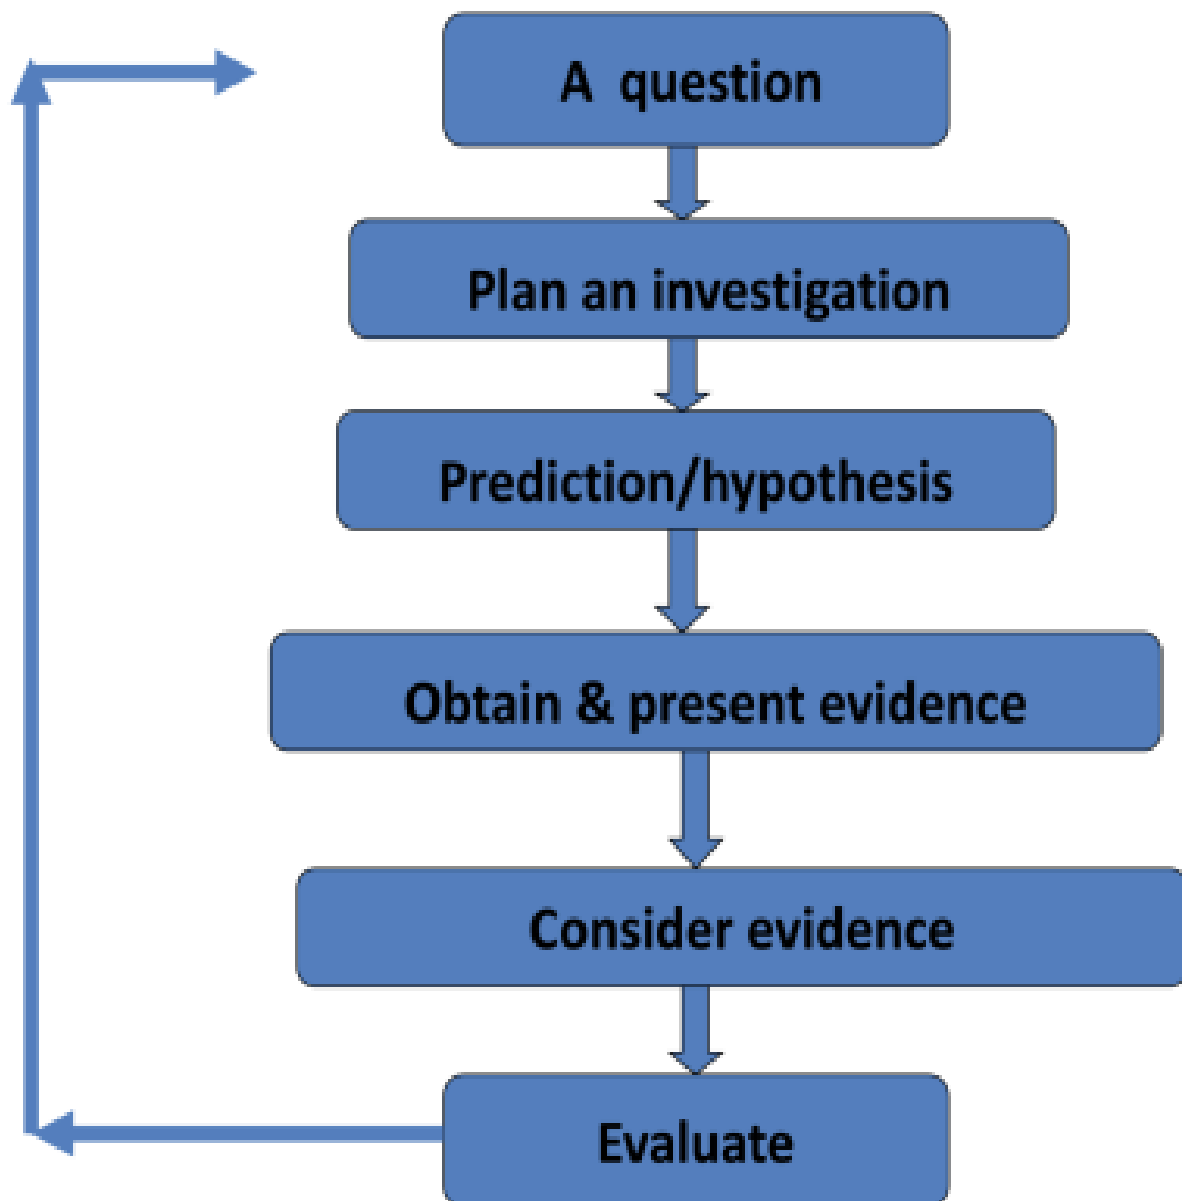 A question
Plan an investigation
Prediction/hypothesis
Obtain & present evidence
Consider evidence
Evaluate